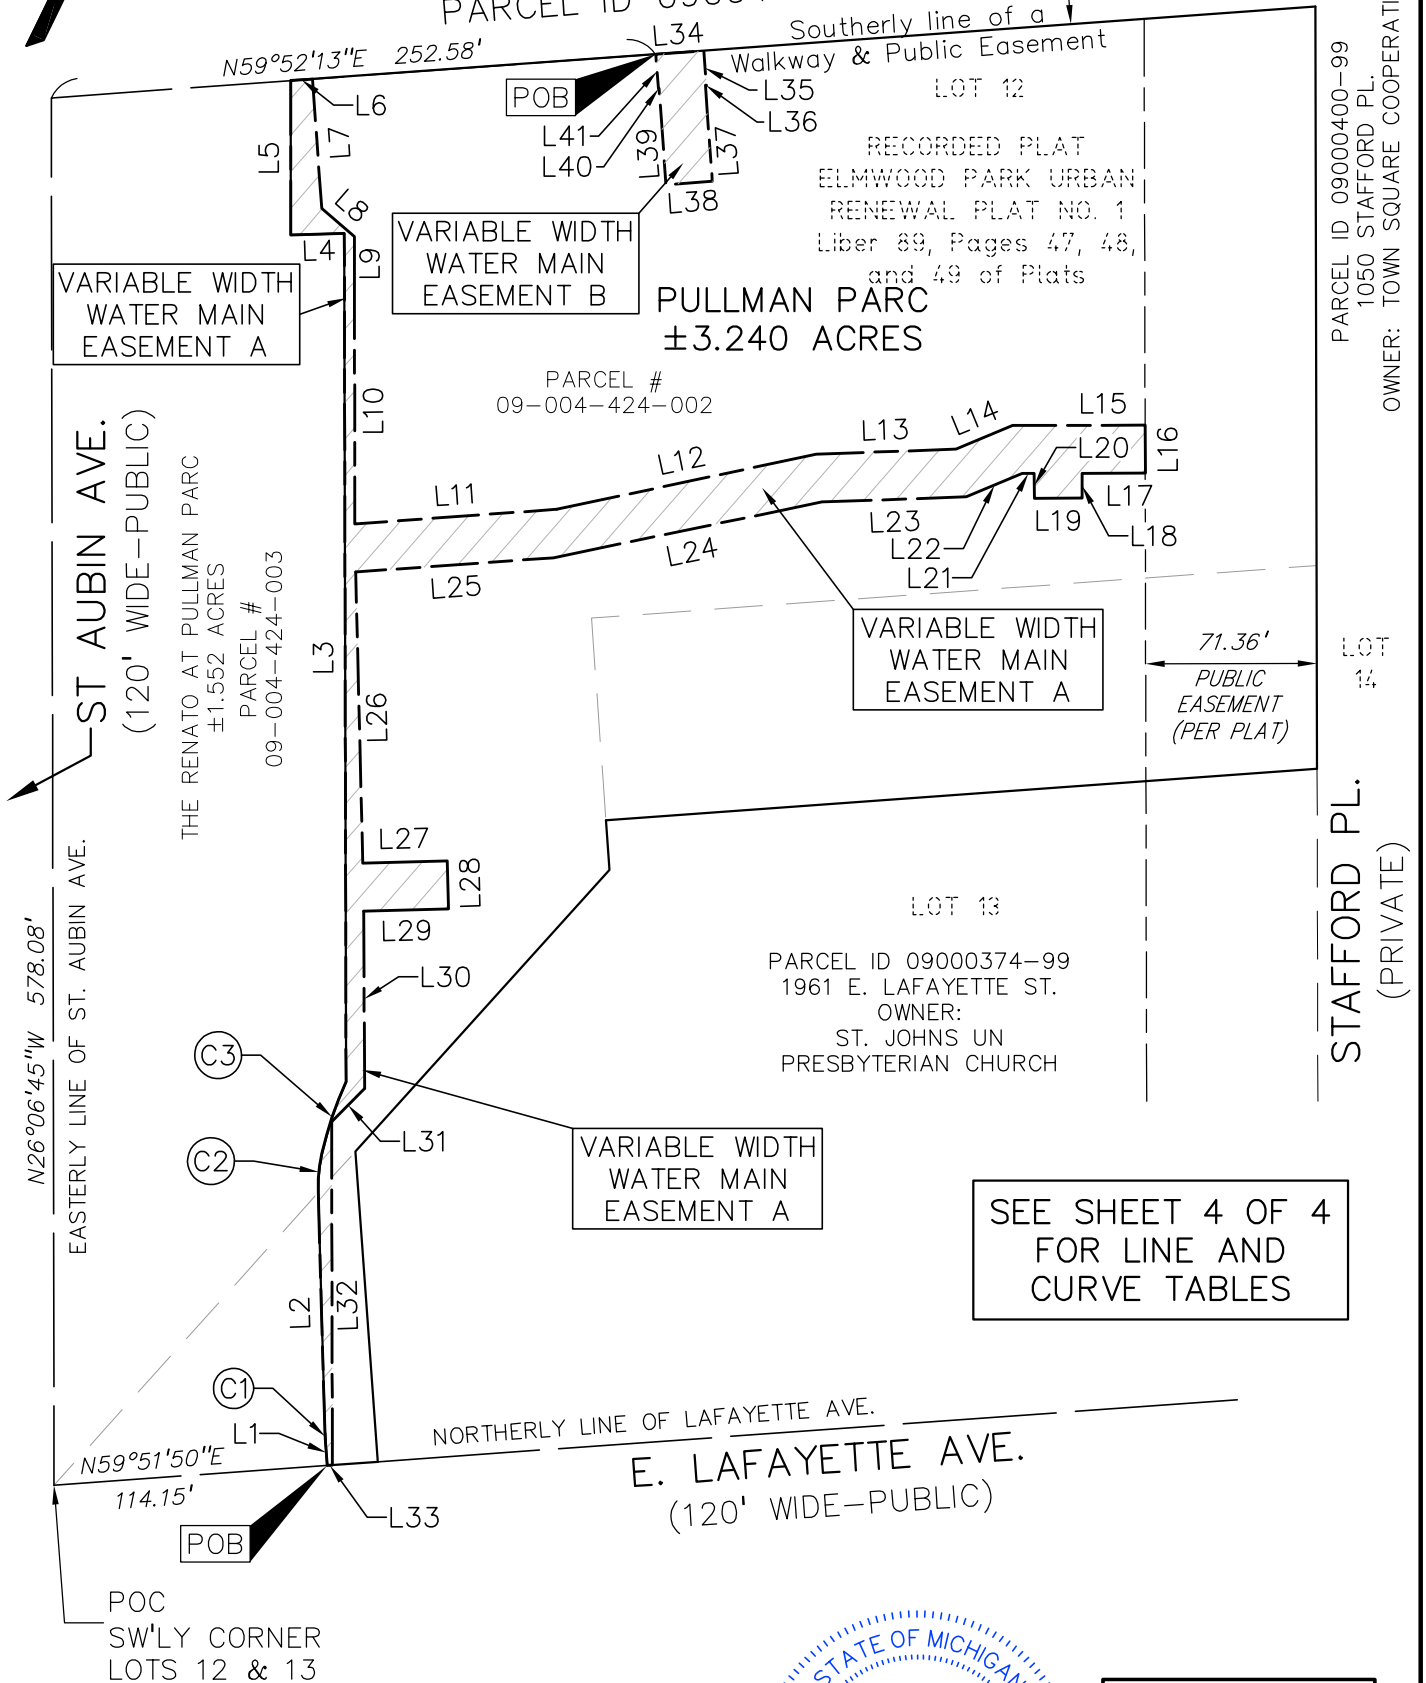 PARCEL ID
Southerly line of a
Walkway & Public Easement
N59°52'13"E 252.58'
L34
POB
L6
L5
L7
L8
L4
L9
L41
L40
L39
L35
L36
L37
L38
LOT 12
RECORDED PLAT
ELMWOOD PARK URBAN
RENEWAL PLAT NO. 1
Liber 89, Pages 47, 48,
and 49 of Plats
PARCEL ID 09000400-99
1050 STAFFORD PL.
OWNER: TOWN SQUARE
VARIABLE WIDTH
WATER MAIN
EASEMENT B
VARIABLE WIDTH
WATER MAIN
EASEMENT A
PULLMAN PARC
±3.240 ACRES
PARCEL #
09-004-424-002
L10
L11
L12
L13
L14
L15
L16
L20
L17
L19
L18
L22
L21
L23
L24
L25
L3
L26
ST AUBIN AVE.
(120' WIDE-PUBLIC)
THE RENATO AT PULLMAN PARC
±1.552 ACRES
PARCEL #
09-004-424-003
VARIABLE WIDTH
WATER MAIN
EASEMENT A
71.36'
PUBLIC
EASEMENT
(PER PLAT)
LOT
14
L27
L28
L29
L30
STAFFORD PL.
(PRIVATE)
LOT 13
PARCEL ID 09000374-99
1961 E. LAFAYETTE ST.
OWNER:
ST. JOHNS UN
PRESBYTERIAN CHURCH
N26°06'45"W 578.08'
EASTERLY LINE OF ST. AUBIN AVE.
C3
C2
L31
VARIABLE WIDTH
WATER MAIN
EASEMENT A
SEE SHEET 4 OF 4
FOR LINE AND
CURVE TABLES
L2
L32
C1
L1
N59°51'50"E
114.15'
NORTHERLY LINE OF LAFAYETTE AVE.
E. LAFAYETTE AVE.
(120' WIDE-PUBLIC)
L33
POB
POC
SW'LY CORNER
LOTS 12 & 13
STATE OF MICHIGAN